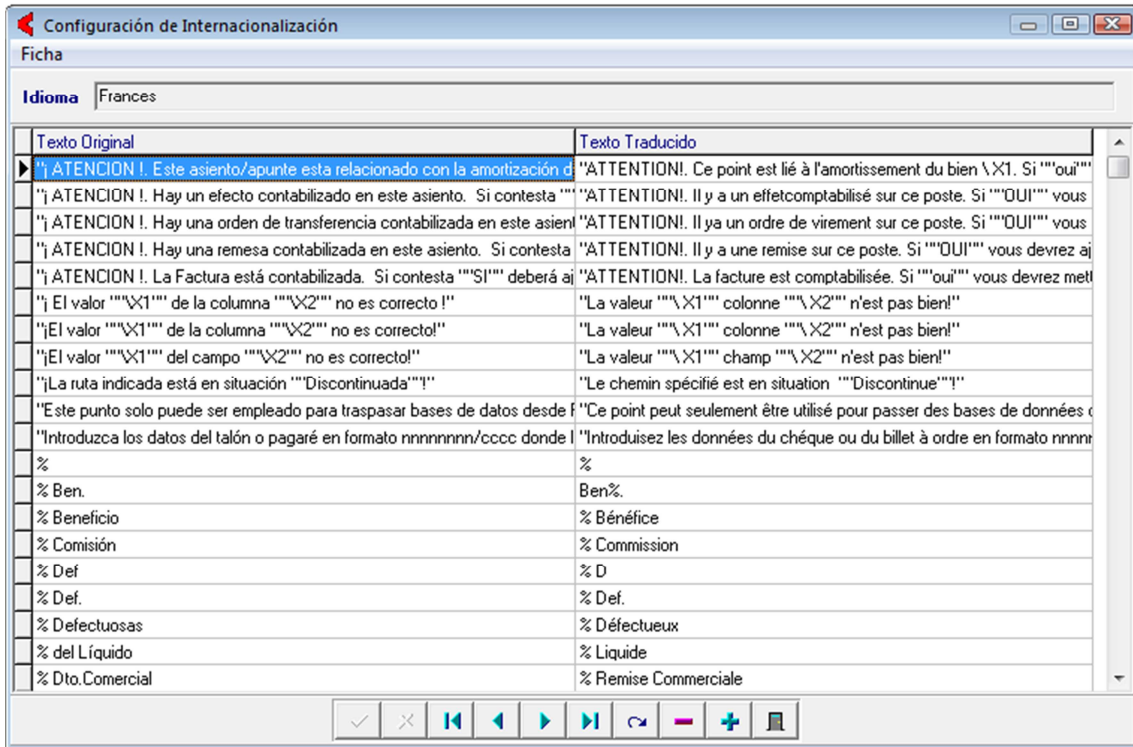 Configuración de Internacionalización
Ficha
Idioma Frances
Texto Original Texto Traducido
"¡ ATENCION !. Este asiento/apunte esta relacionado con la amortización d "ATTENTION!. Ce point est lié à l'amortissement du bien \ X1. Si ""oui""
"¡ ATENCION !. Hay un efecto contabilizado en este asiento.  Si contesta "" "ATTENTION!. Il y a un effetcomptabilisé sur ce poste. Si ""OUI"" vous
"¡ ATENCION !. Hay una orden de transferencia contabilizada en este asient "ATTENTION!. Il ya un ordre de virement sur ce poste. Si ""OUI"" vous
"¡ ATENCION !. Hay una remesa contabilizada en este asiento.  Si contesta "ATTENTION!. Il y a une remise sur ce poste. Si ""OUI"" vous devrez aj
"¡ ATENCION !. La Factura está contabilizada.  Si contesta ""SI"" deberá aj "ATTENTION!. La facture est comptabilisée. Si ""oui"" vous devrez mett
"¡ El valor ""\X1"" de la columna ""\X2"" no es correcto !" "La valeur ""\ X1"" colonne ""\ X2"" n'est pas bien!"
"¡El valor ""\X1"" de la columna ""\X2"" no es correcto!" "La valeur ""\ X1"" colonne ""\ X2"" n'est pas bien!"
"¡El valor ""\X1"" del campo ""\X2"" no es correcto!" "La valeur ""\ X1"" champ ""\ X2"" n'est pas bien!"
"¡La ruta indicada está en situación ""Discontinuada""!" "Le chemin spécifié est en situation  ""Discontinue""!"
"Este punto solo puede ser empleado para traspasar bases de datos desde "Ce point peut seulement être utilisé pour passer des bases de données
"Introduzca los datos del talón o pagaré en formato nnnnnnnn/cccc donde l "Introduisez les données du chéque ou du billet à ordre en formato nnnnn
% %
% Ben. Ben%.
% Beneficio % Bénéfice
% Comisión % Commission
% Def % D
% Def. % Def.
% Defectuosas % Défectueux
% del Líquido % Liquide
% Dto.Comercial % Remise Commerciale